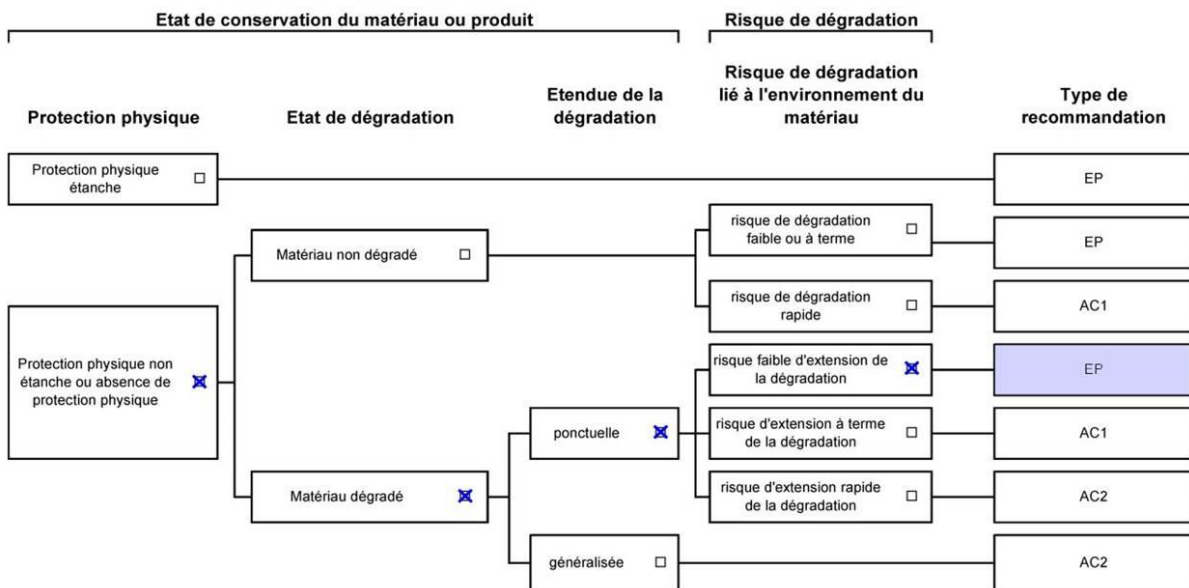 Etat de conservation du matériau ou produit
Risque de dégradation
Protection physique
Etat de dégradation
Etendue de la
dégradation
Risque de dégradation
lié à l'environnement du
matériau
Type de
recommandation
Protection physique
étanche
EP
Matériau non dégradé
risque de dégradation
faible ou à terme
EP
risque de dégradation
rapide
AC1
Protection physique non
étanche ou absence de
protection physique
risque faible d'extension de
la dégradation
EP
ponctuelle
risque d'extension à terme
de la dégradation
AC1
Matériau dégradé
risque d'extension rapide
de la dégradation
AC2
généralisée
AC2